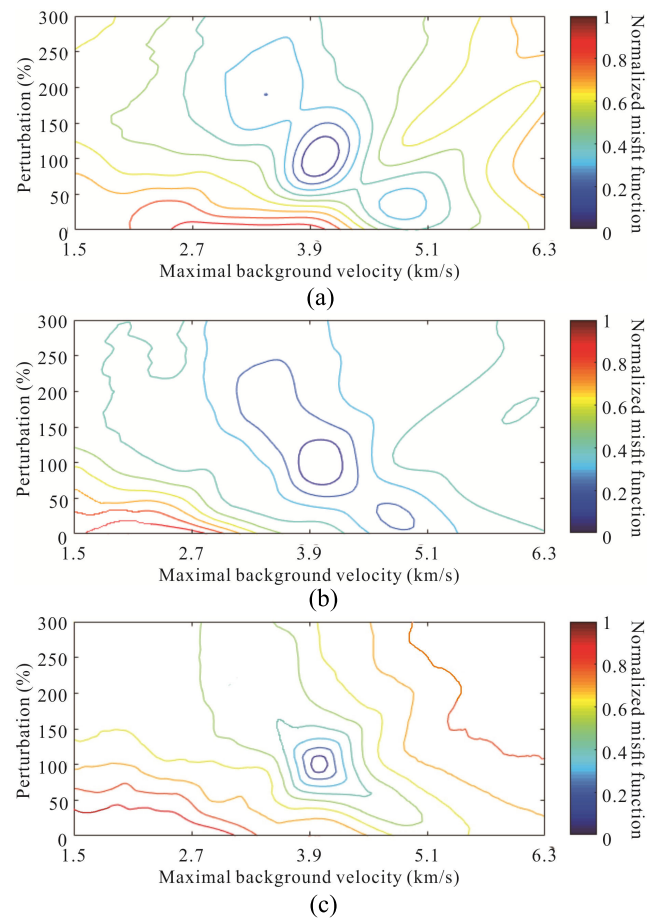 300
250
200
150
100
50
0
Perturbation (%)
1.5 2.7 3.9 5.1 6.3
Maximal background velocity (km/s)
1
0.8
0.6
0.4
0.2
0
Normalized misfit function
(a)
300
250
200
150
100
50
0
Perturbation (%)
1.5 2.7 3.9 5.1 6.3
Maximal background velocity (km/s)
1
0.8
0.6
0.4
0.2
0
Normalized misfit function
(b)
300
250
200
150
100
50
0
Perturbation (%)
1.5 2.7 3.9 5.1 6.3
Maximal background velocity (km/s)
1
0.8
0.6
0.4
0.2
0
Normalized misfit function
(c)